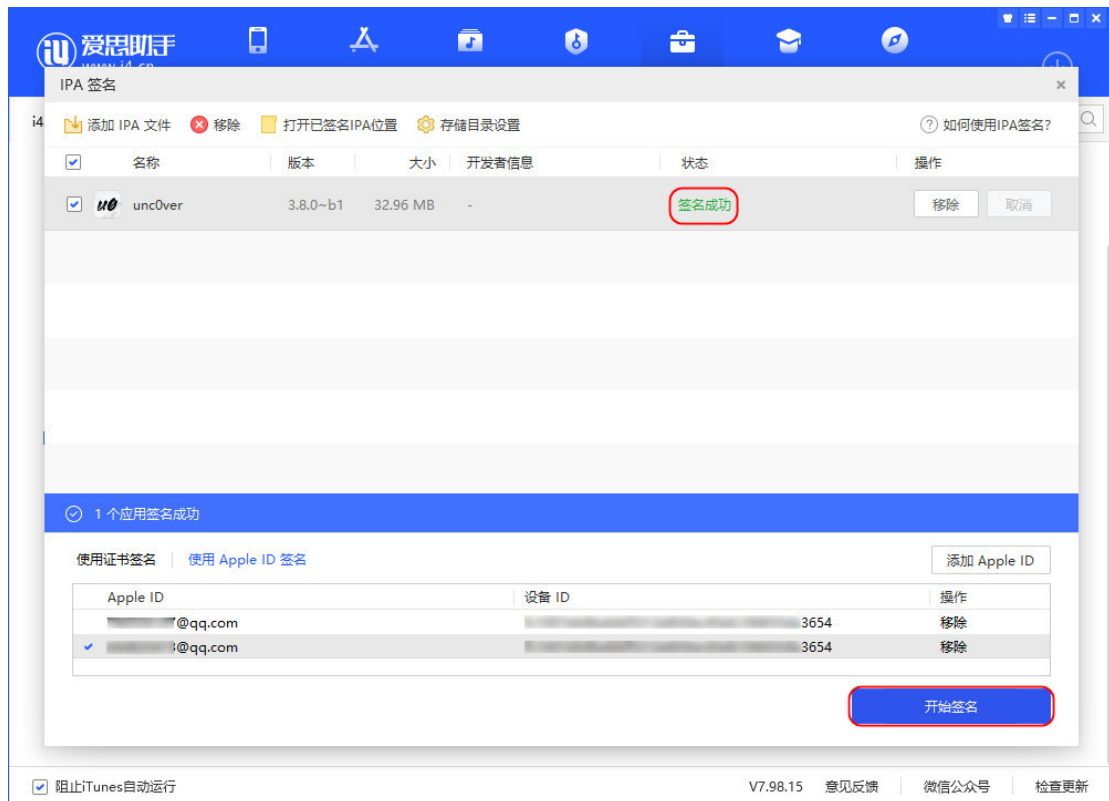 爱思助手
www.i4.cn
IPA 签名
i4
添加 IPA 文件 移除 打开已签名IPA位置 存储目录设置 如何使用IPA签名?
名称 版本 大小 开发者信息 状态 操作
unc0ver 3.8.0~b1 32.96 MB - 签名成功 移除 取消
1 个应用签名成功
使用证书签名 使用 Apple ID 签名 添加 Apple ID
Apple ID 设备 ID 操作
@qq.com 3654 移除
@qq.com 3654 移除
开始签名
阻止iTunes自动运行 V7.98.15 意见反馈 微信公众号 检查更新